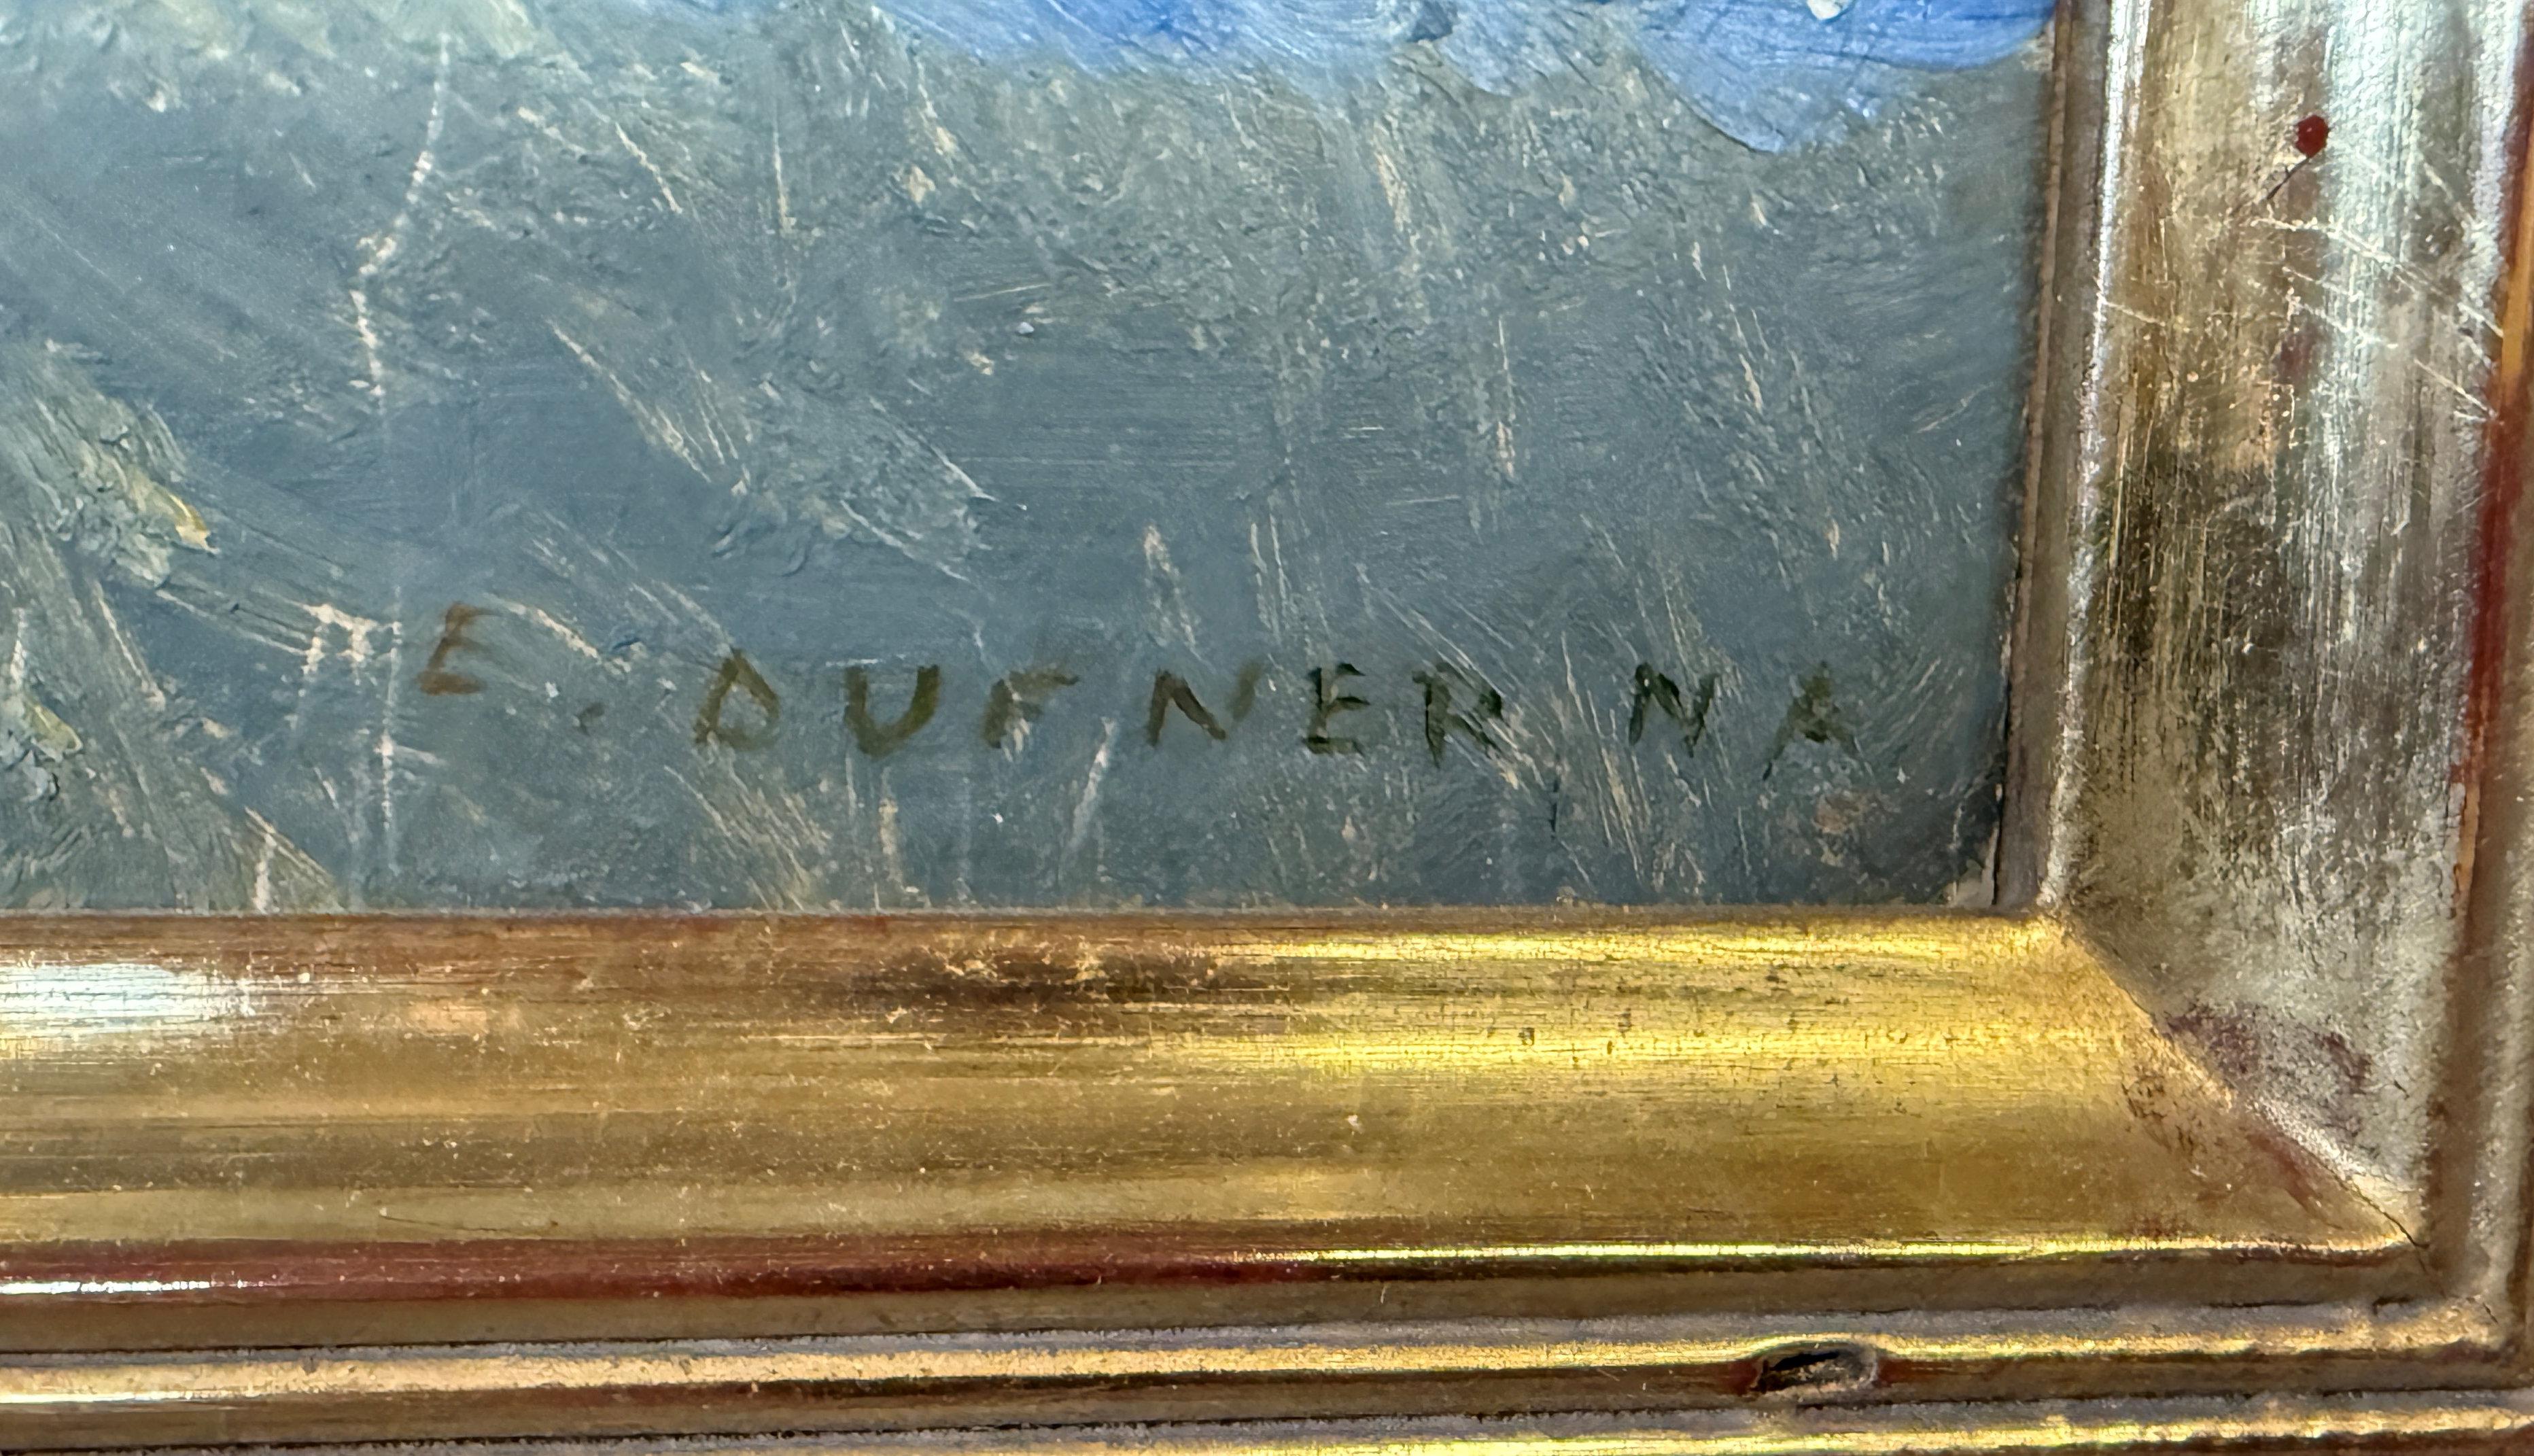 E. DUFNER NA